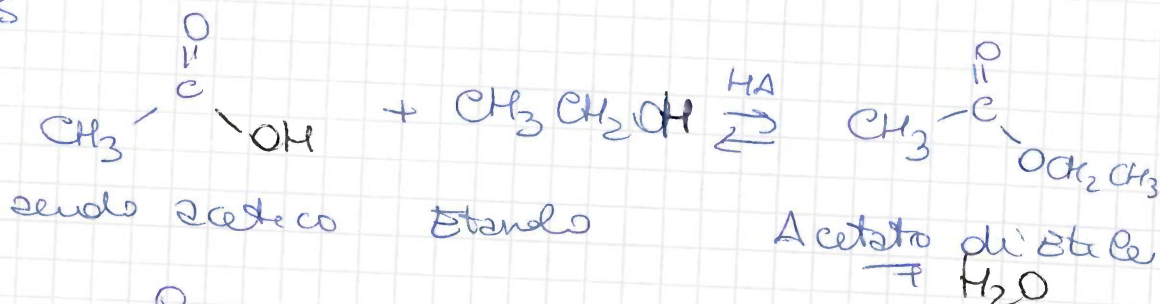 O
||
C
CH3 OH + CH3CH2OH HA ⇌ CH3 C O || OCH2CH3
acido acetico Etanolo Acetato di Etile
+ H2O